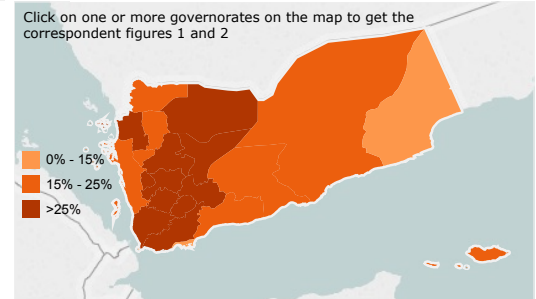 Click on one or more governorates on the map to get the
correspondent figures 1 and 2
0% - 15%
15% - 25%
>25%